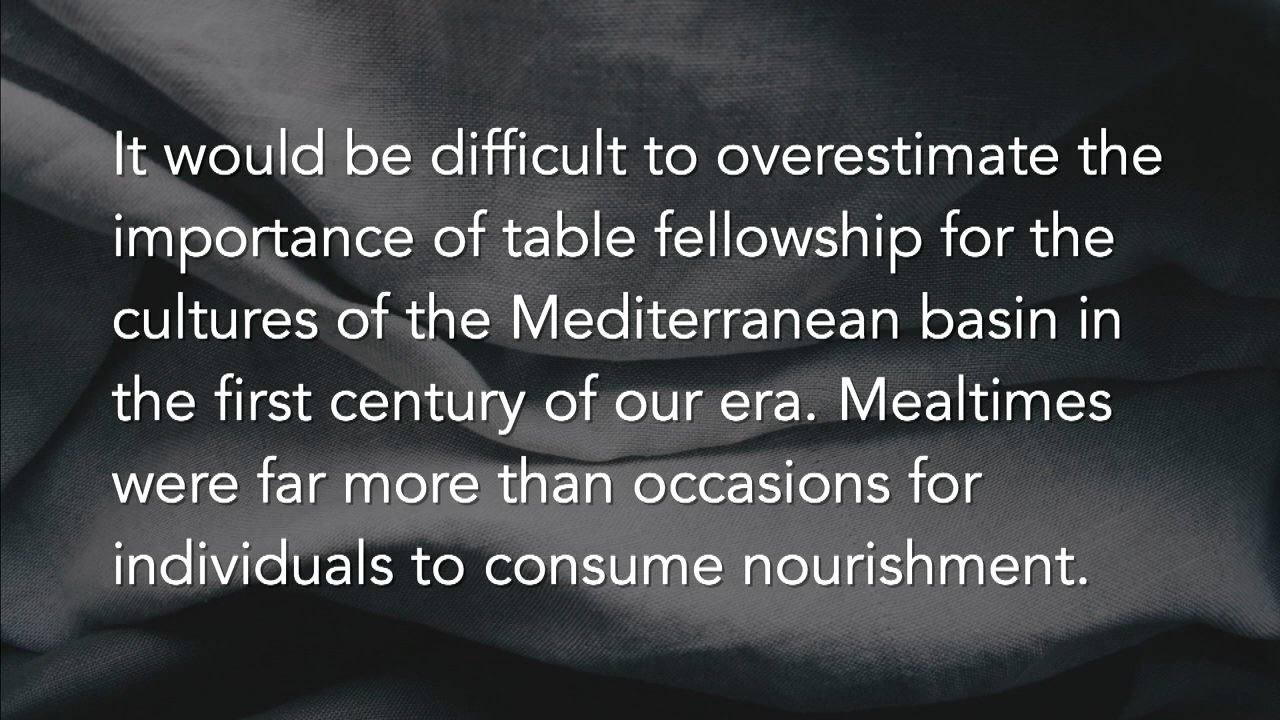 It would be difficult to overestimate the
importance of table fellowship for the
cultures of the Mediterranean basin in
the first century of our era. Mealtimes
were far more than occasions for
individuals to consume nourishment.